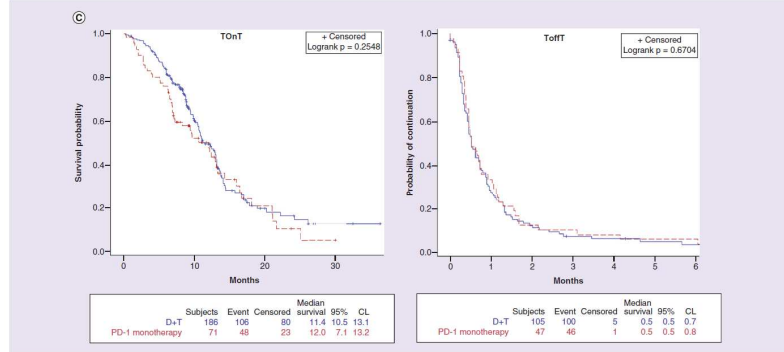 C
TOnT
+ Censored
Logrank p = 0.2548
1.0
0.8
0.6
0.4
0.2
0.0
Survival probability
0 10 20 30
Months
Median
Subjects Event Censored survival 95% CL
D+T 186 106 80 11.4 10.5 13.1
PD-1 monotherapy 71 48 23 12.0 7.1 13.2
ToffT
+ Censored
Logrank p = 0.6704
1.0
0.8
0.6
0.4
0.2
0.0
Probability of continuation
0 1 2 3 4 5 6
Months
Median
Subjects Event Censored survival 95% CL
D+T 105 100 5 0.5 0.5 0.7
PD-1 monotherapy 47 46 1 0.5 0.5 0.8